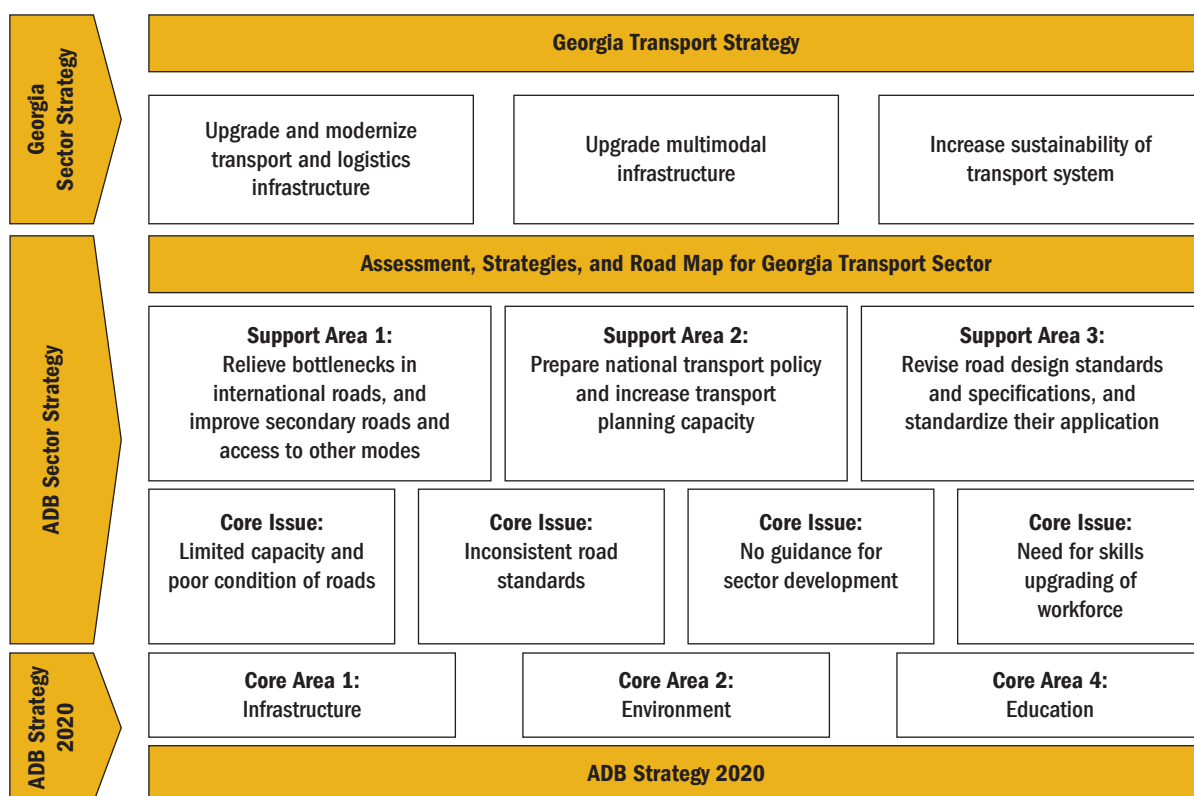 Georgia
Sector Strategy
Georgia Transport Strategy
Upgrade and modernize
transport and logistics
infrastructure
Upgrade multimodal
infrastructure
Increase sustainability of
transport system
ADB Sector Strategy
Assessment, Strategies, and Road Map for Georgia Transport Sector
Support Area 1:
Relieve bottlenecks in
international roads, and
improve secondary roads and
access to other modes
Support Area 2:
Prepare national transport policy
and increase transport
planning capacity
Support Area 3:
Revise road design standards
and specifications, and
standardize their application
Core Issue:
Limited capacity and
poor condition of roads
Core Issue:
Inconsistent road
standards
Core Issue:
No guidance for
sector development
Core Issue:
Need for skills
upgrading of
workforce
ADB Strategy
2020
Core Area 1:
Infrastructure
Core Area 2:
Environment
Core Area 4:
Education
ADB Strategy 2020